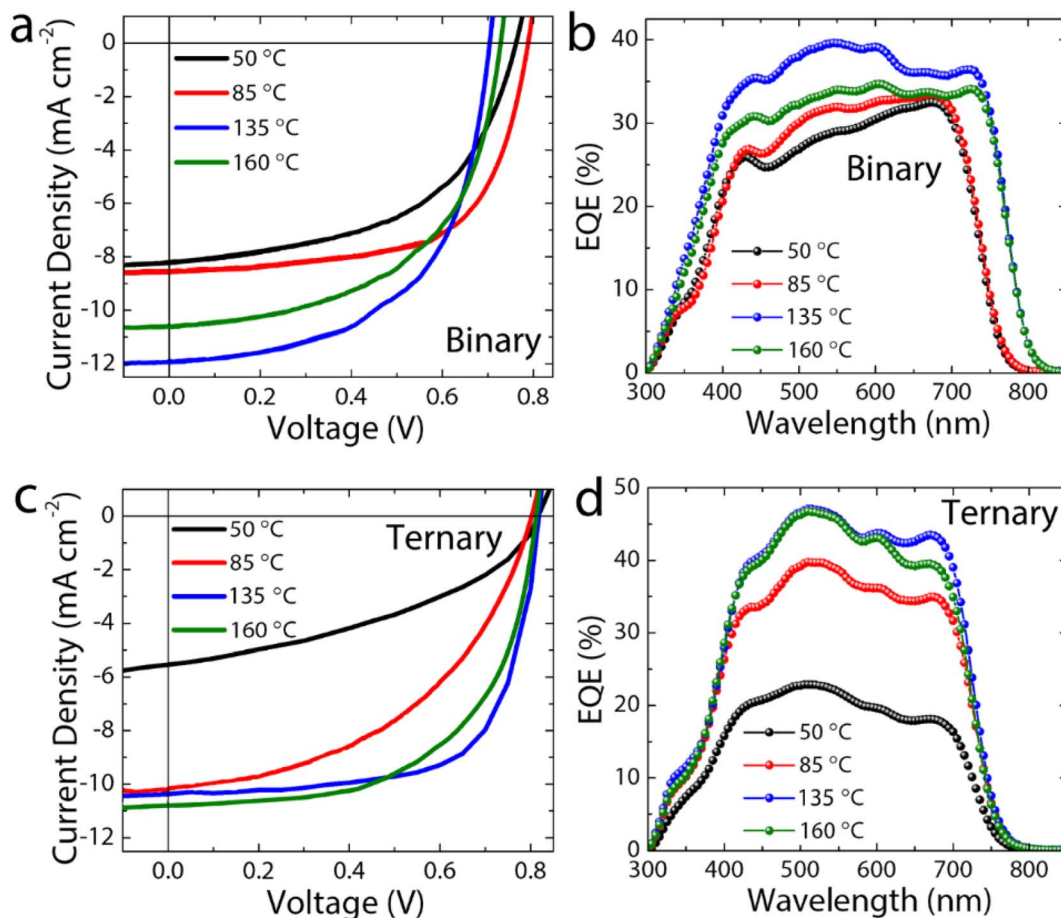 a
Current Density (mA cm⁻²)
0
-2
-4
-6
-8
-10
-12
50 °C
85 °C
135 °C
160 °C
Binary
0.0 0.2 0.4 0.6 0.8
Voltage (V)
b
EQE (%)
40
30
20
10
0
Binary
50 °C
85 °C
135 °C
160 °C
300 400 500 600 700 800
Wavelength (nm)
c
Current Density (mA cm⁻²)
0
-2
-4
-6
-8
-10
-12
50 °C
85 °C
135 °C
160 °C
Ternary
0.0 0.2 0.4 0.6 0.8
Voltage (V)
d
EQE (%)
50
40
30
20
10
0
Ternary
50 °C
85 °C
135 °C
160 °C
300 400 500 600 700 800
Wavelength (nm)